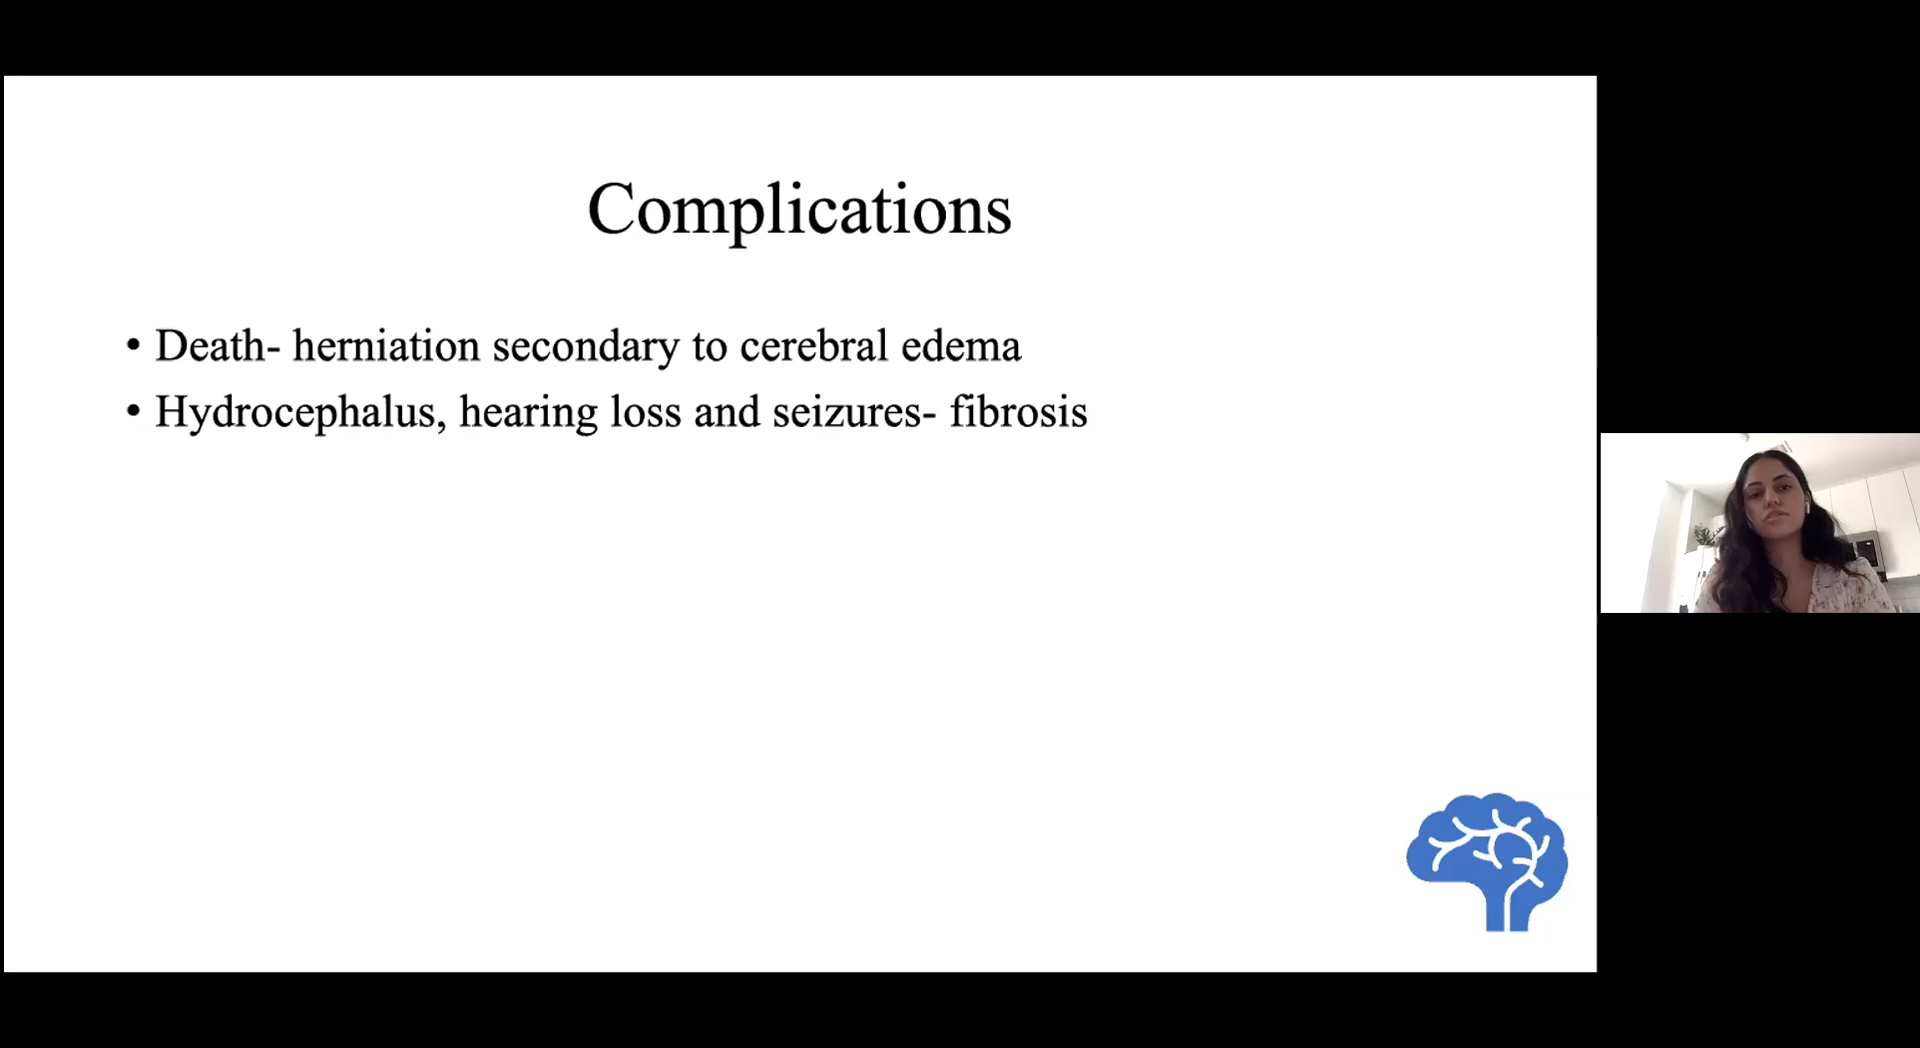 Complications
• Death- herniation secondary to cerebral edema
• Hydrocephalus, hearing loss and seizures- fibrosis